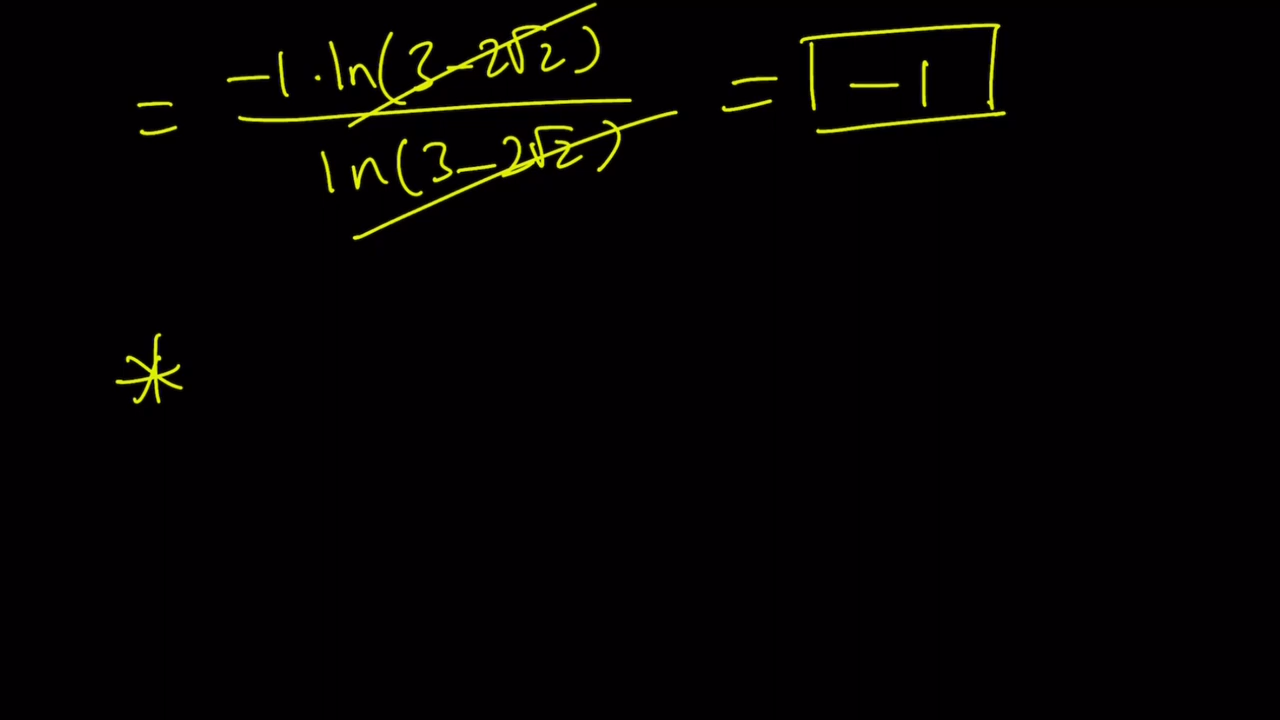 = -1·ln(3-2√2) / ln(3-2√2) = -1
*